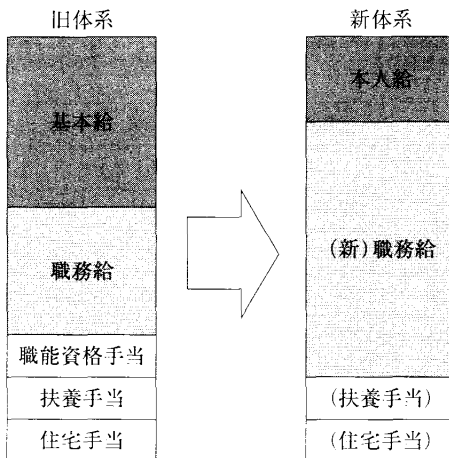 旧体系
基本給
職務給
職能資格手当
扶養手当
住宅手当
新体系
本人給
(新)職務給
(扶養手当)
(住宅手当)